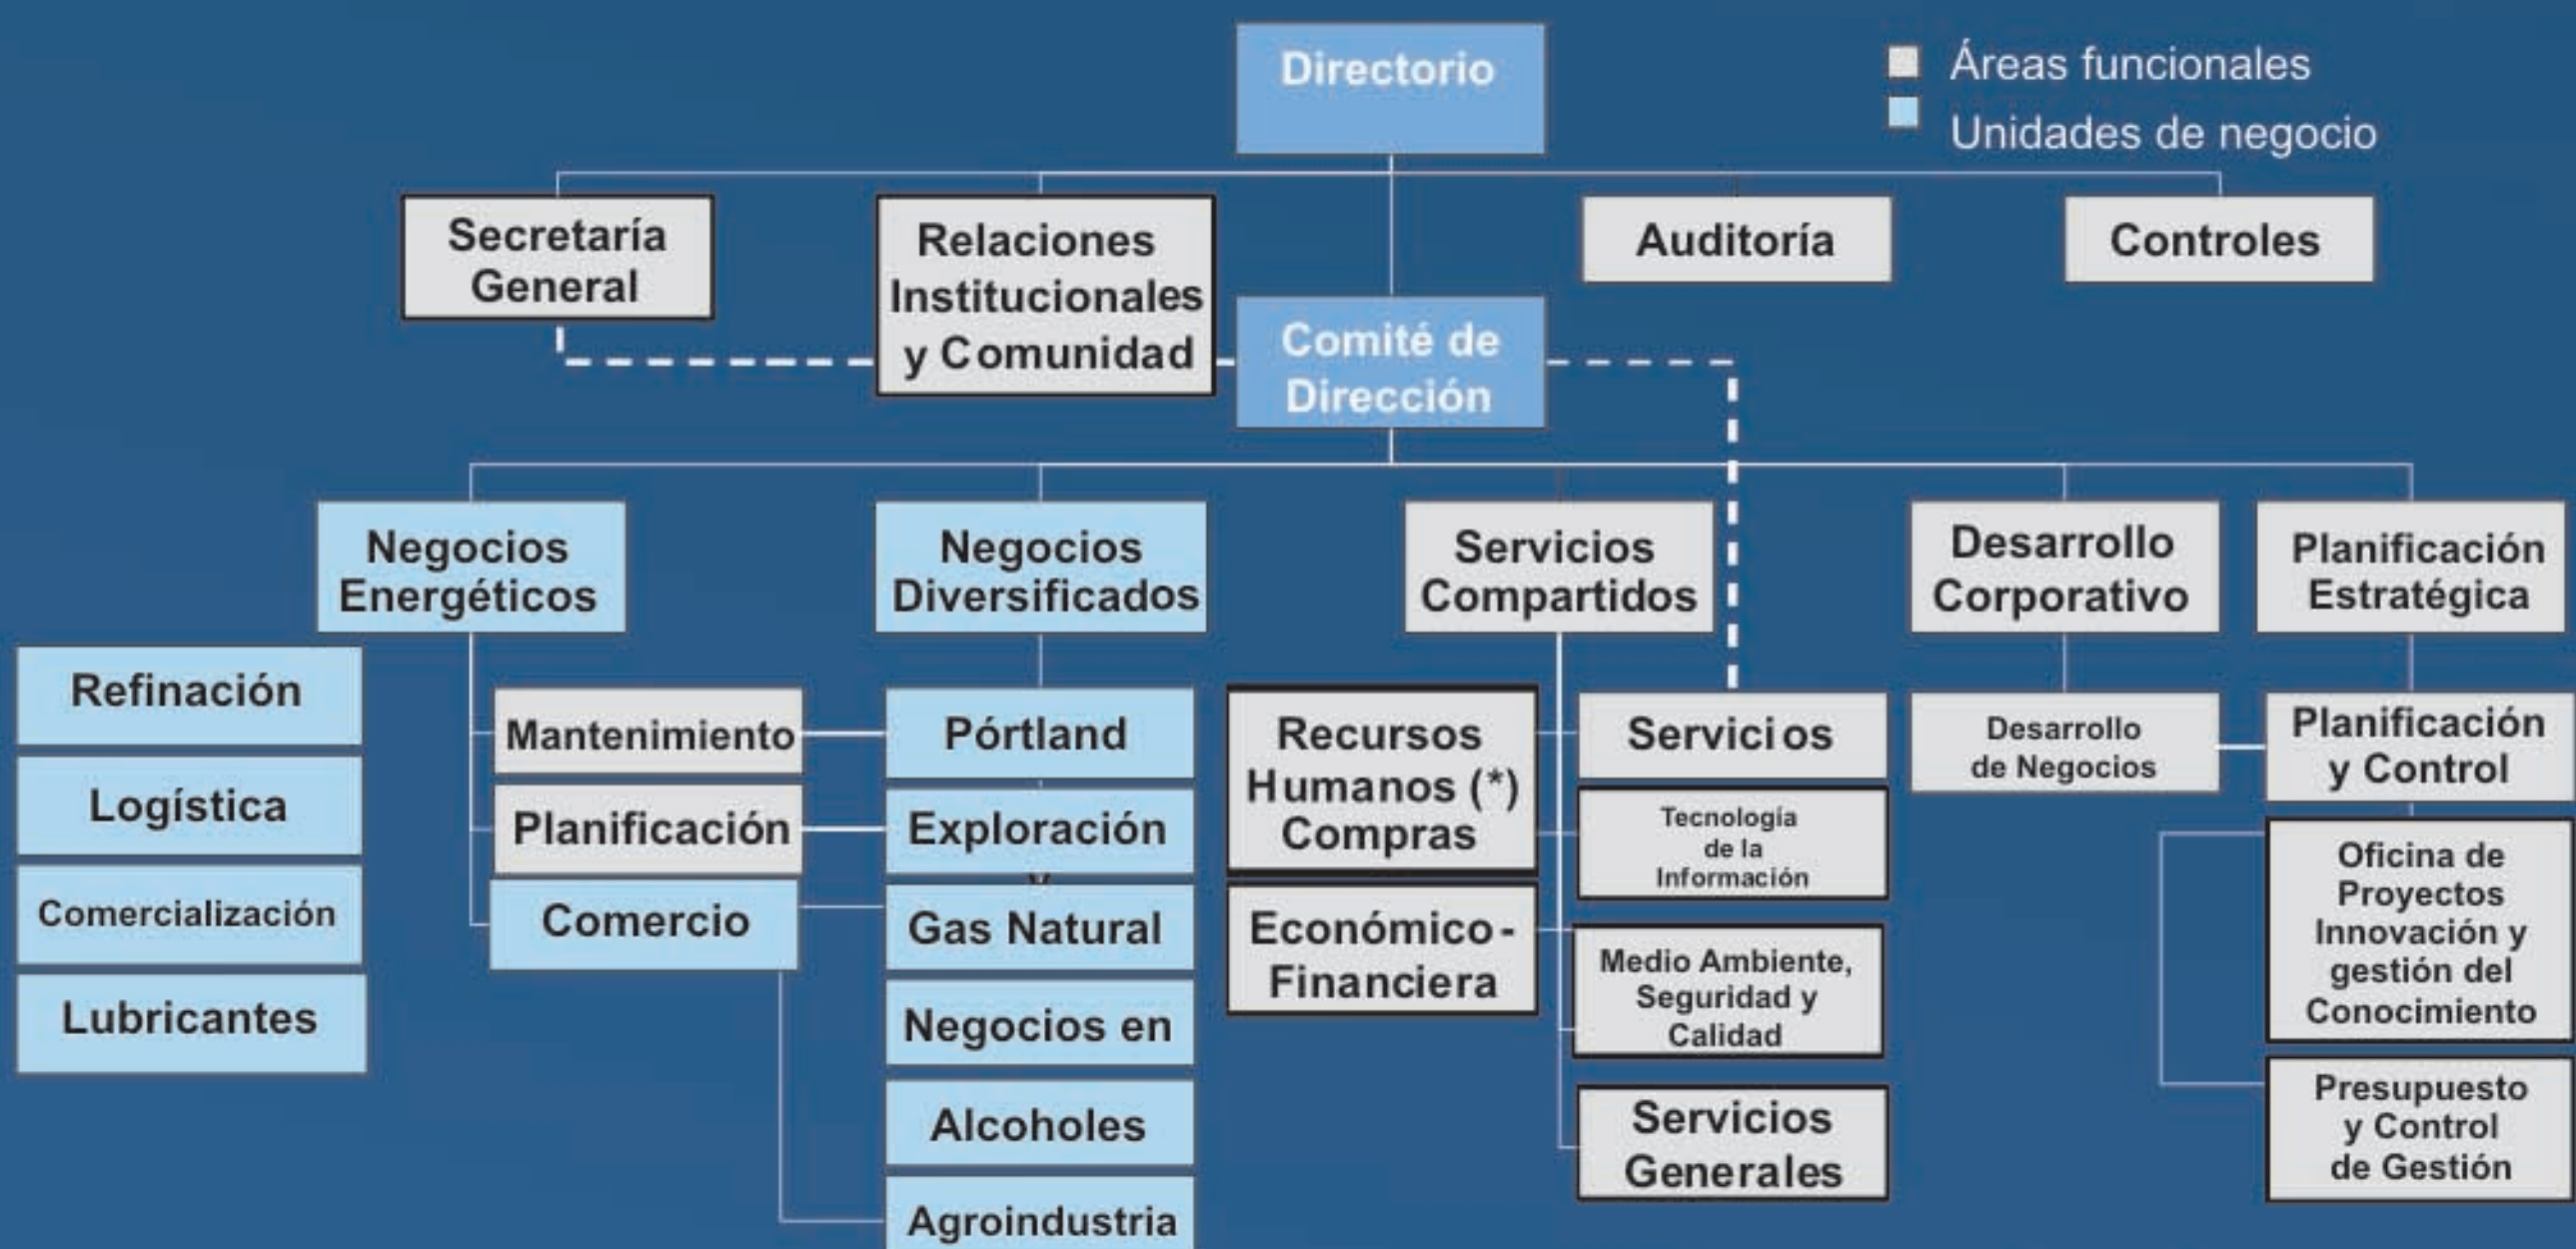 Directorio
Áreas funcionales
Unidades de negocio
Secretaría
General
Relaciones
Institucionales
y Comunidad
Auditoría
Controles
Comité de
Dirección
Negocios
Energéticos
Negocios
Diversificados
Servicios
Compartidos
Desarrollo
Corporativo
Planificación
Estratégica
Refinación
Logística
Comercialización
Lubricantes
Mantenimiento
Planificación
Comercio
Pórtland
Exploración
y
Gas Natural
Negocios en
Alcoholes
Agroindustria
Recursos
Humanos (*)
Compras
Económico -
Financiera
Servicios
Tecnología
de la
Información
Medio Ambiente,
Seguridad y
Calidad
Servicios
Generales
Desarrollo
de Negocios
Planificación
y Control
Oficina de
Proyectos
Innovación y
gestión del
Conocimiento
Presupuesto
y Control
de Gestión